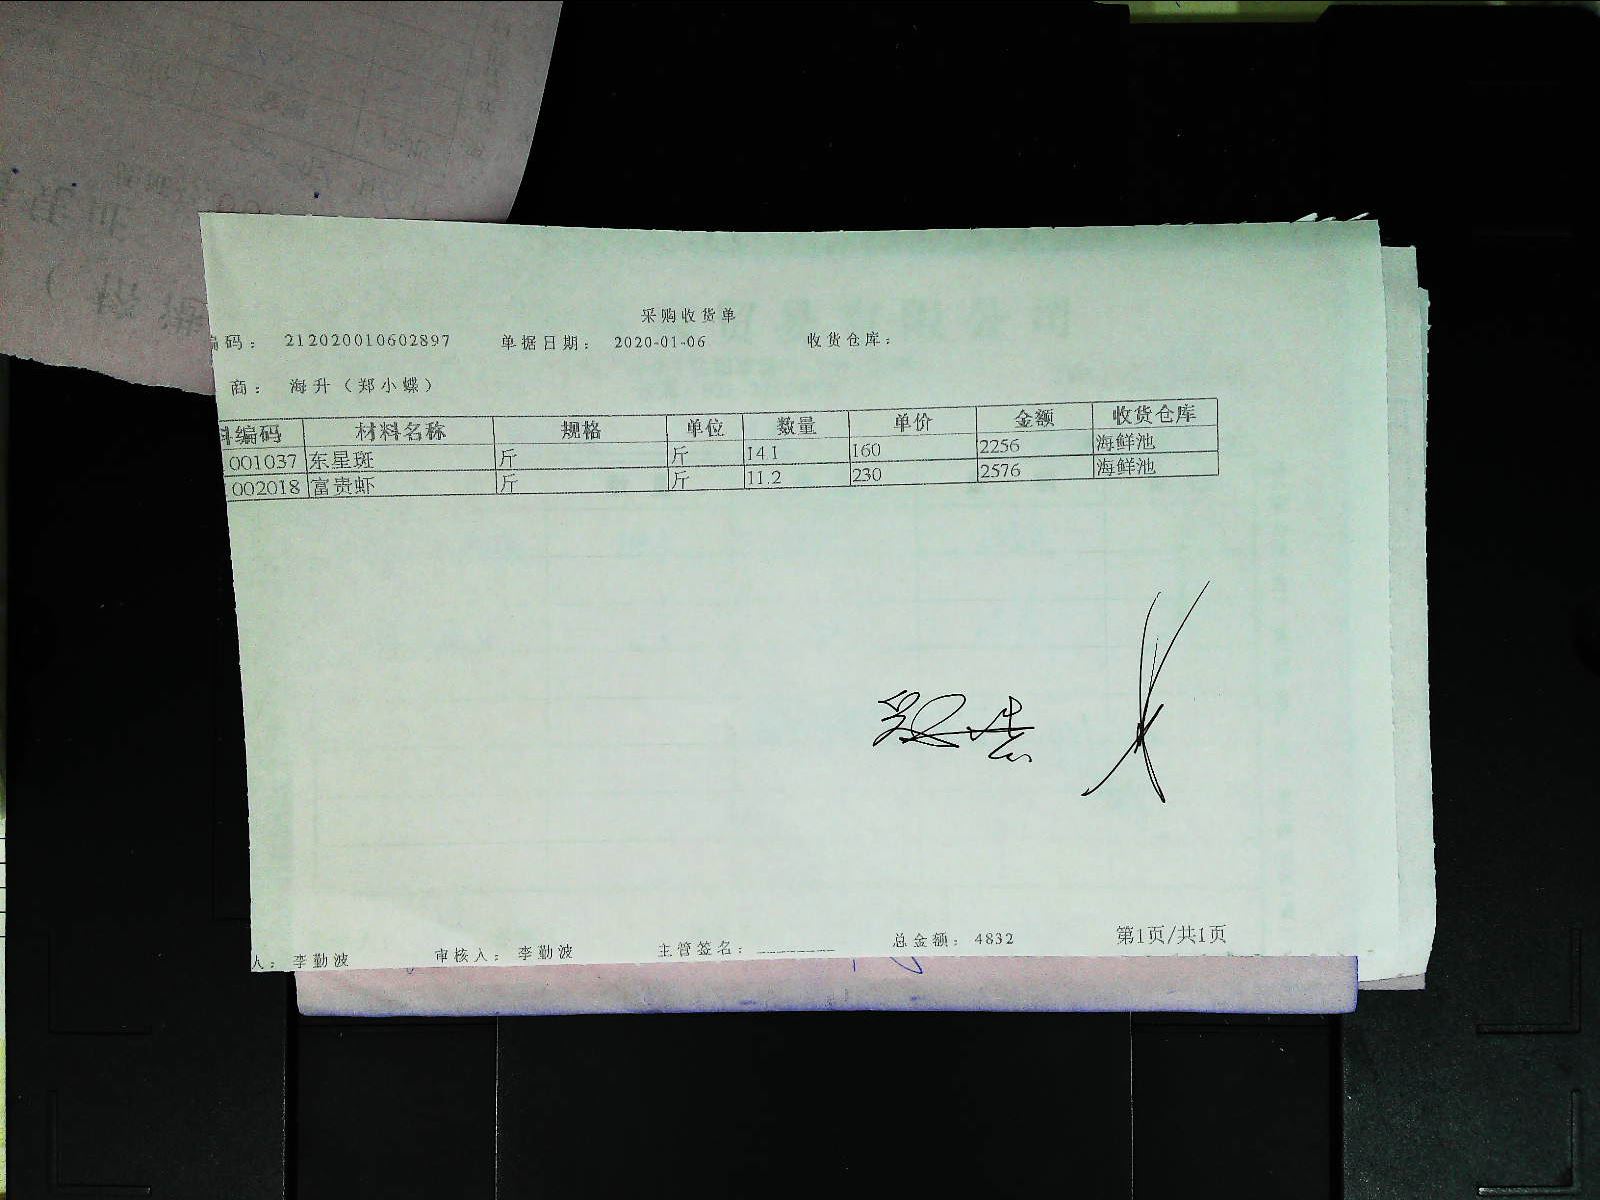 采购收货单
编码： 212020010602897 单据日期： 2020-01-06 收货仓库：
商： 海升（郑小蝶）
料编码 材料名称 规格 单位 数量 单价 金额 收货仓库
001037 东星斑 斤 斤 14.1 160 2256 海鲜池
002018 富贵虾 斤 斤 11.2 230 2576 海鲜池
人： 李勤波 审核人： 李勤波 主管签名： 总金额： 4832 第1页/共1页